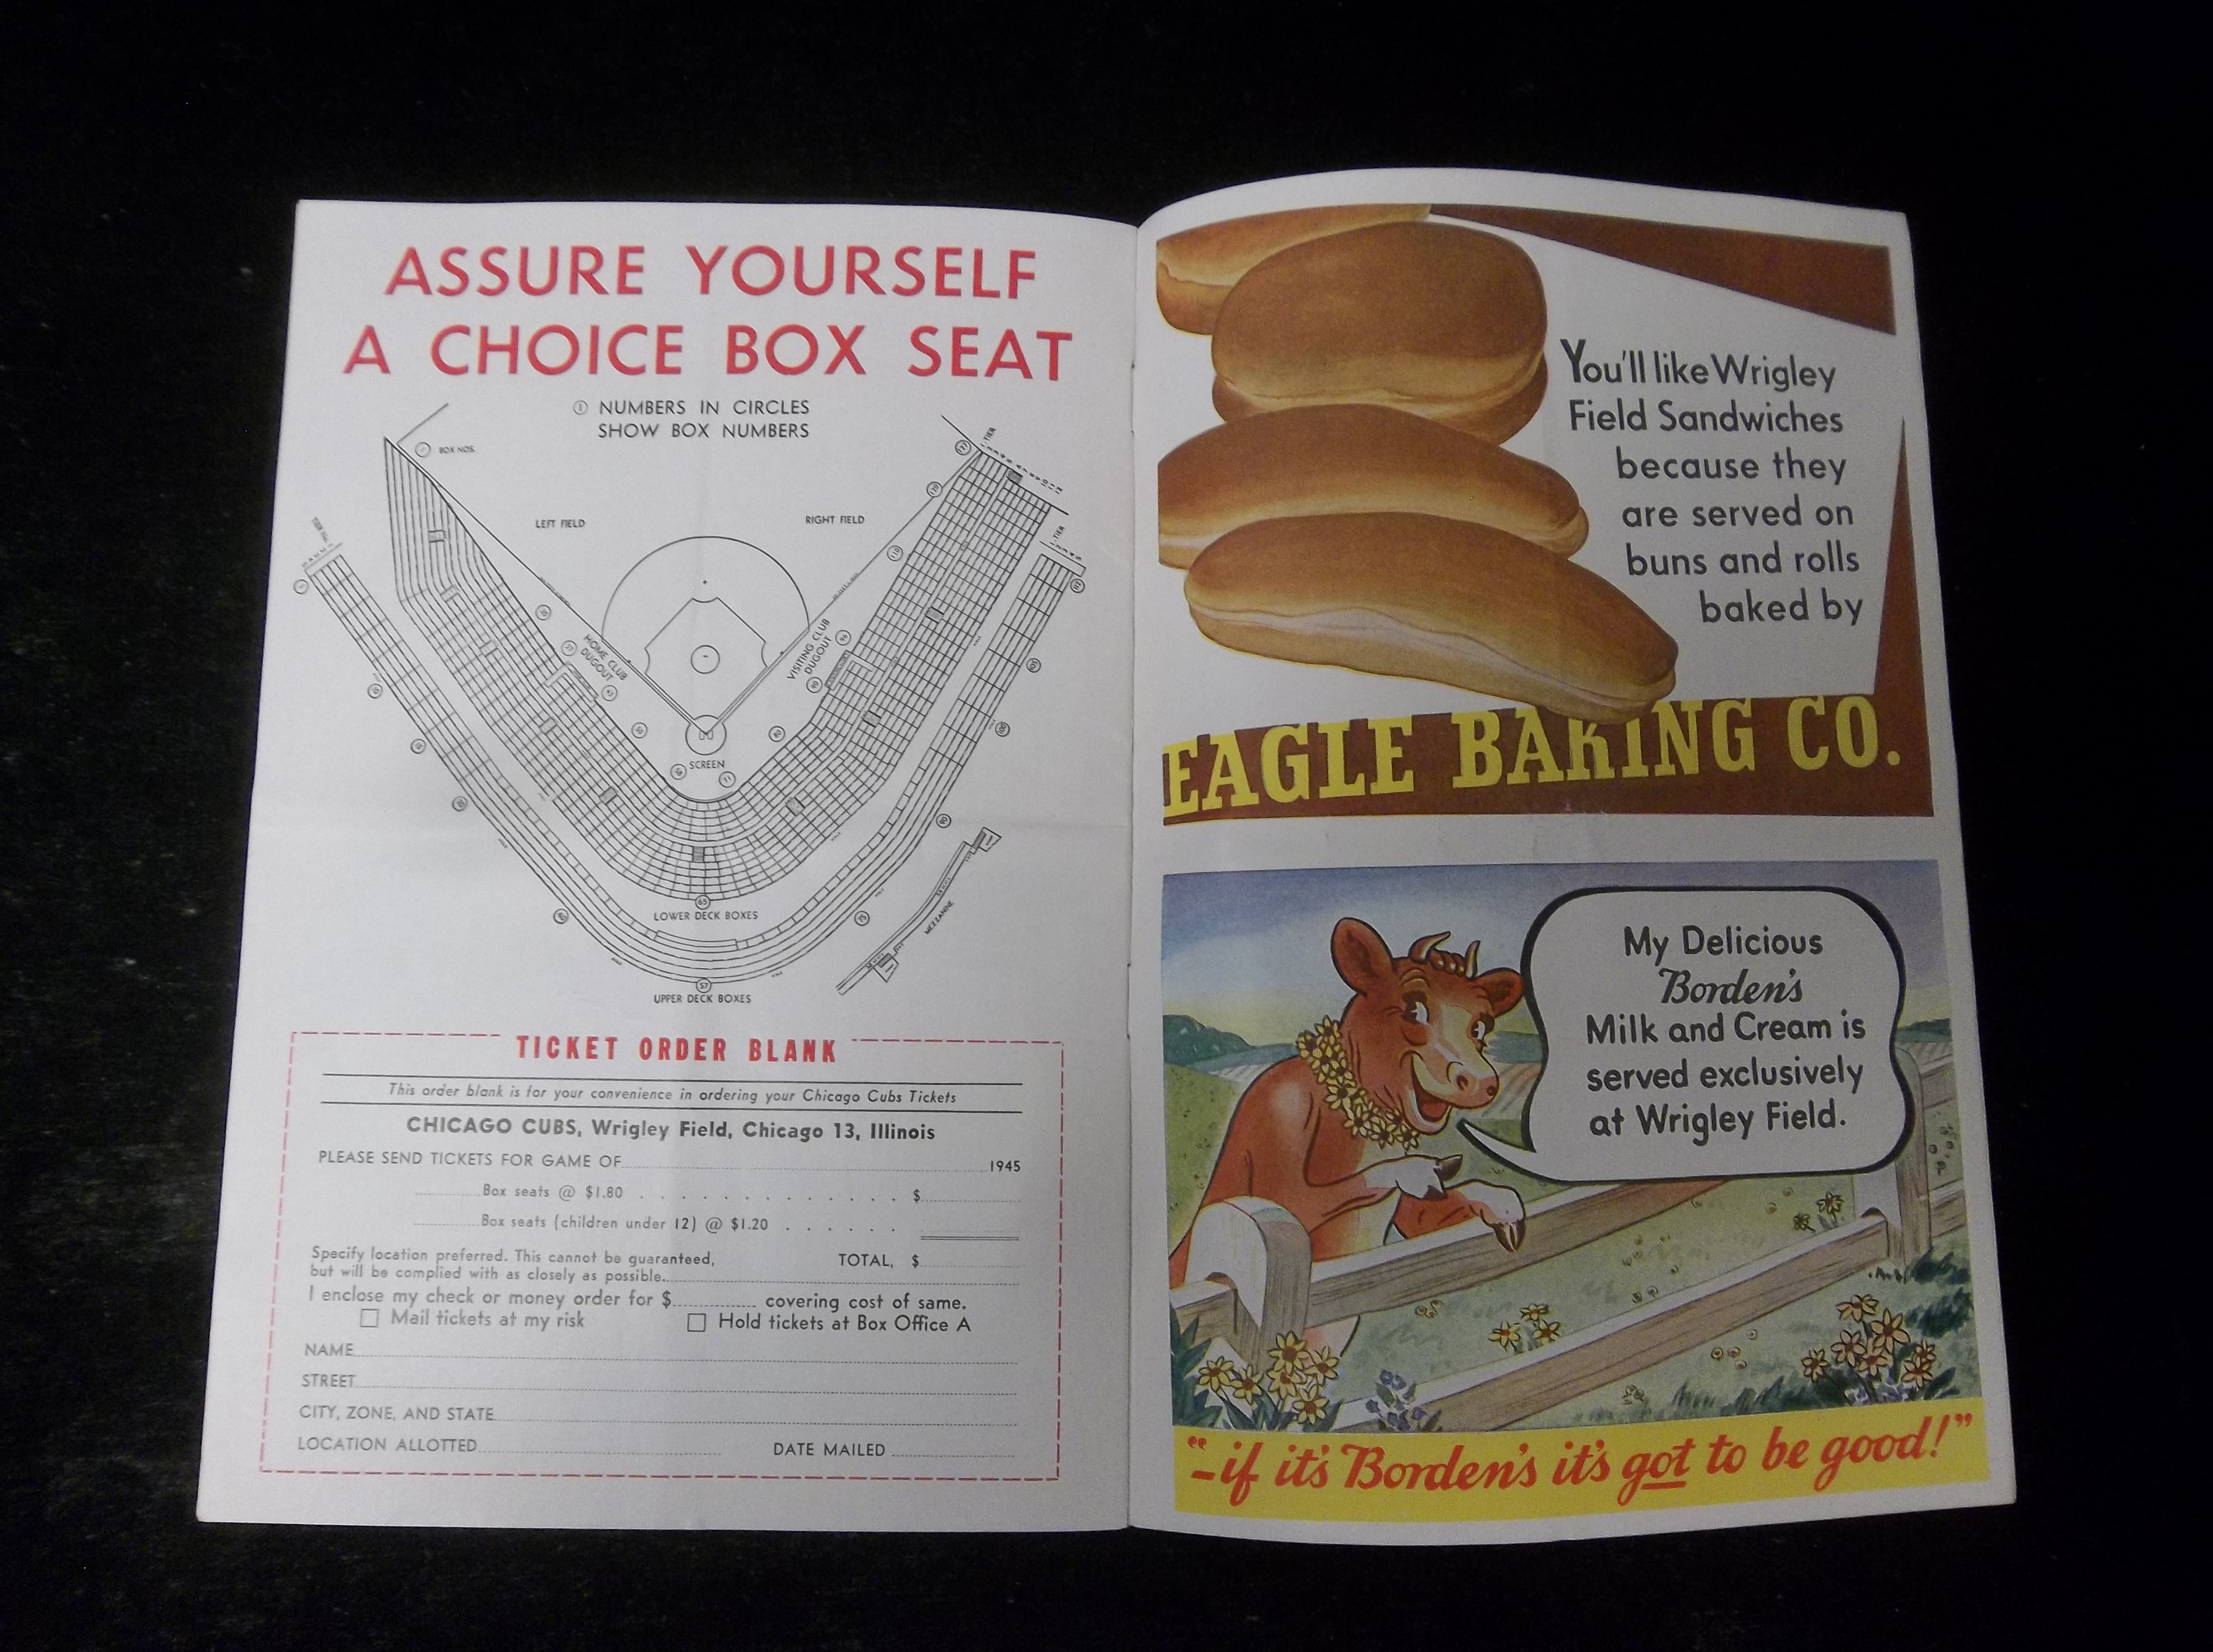 ASSURE YOURSELF
A CHOICE BOX SEAT
① NUMBERS IN CIRCLES
SHOW BOX NUMBERS
BOX NOS.
LEFT FIELD
RIGHT FIELD
HOME CLUB
DUGOUT
VISITING CLUB
DUGOUT
SCREEN
65
LOWER DECK BOXES
57
UPPER DECK BOXES
MEZZANINE
TICKET ORDER BLANK
This order blank is for your convenience in ordering your Chicago Cubs Tickets
CHICAGO CUBS, Wrigley Field, Chicago 13, Illinois
PLEASE SEND TICKETS FOR GAME OF 1945
Box seats @ $1.80 $
Box seats (children under 12) @ $1.20
Specify location preferred. This cannot be guaranteed, TOTAL, $
but will be complied with as closely as possible.
I enclose my check or money order for $ covering cost of same.
☐ Mail tickets at my risk ☐ Hold tickets at Box Office A
NAME
STREET
CITY, ZONE, AND STATE
LOCATION ALLOTTED DATE MAILED
You'll like Wrigley
Field Sandwiches
because they
are served on
buns and rolls
baked by
EAGLE BAKING CO.
My Delicious
Borden's
Milk and Cream is
served exclusively
at Wrigley Field.
"–if it's Borden's it's got to be good!"